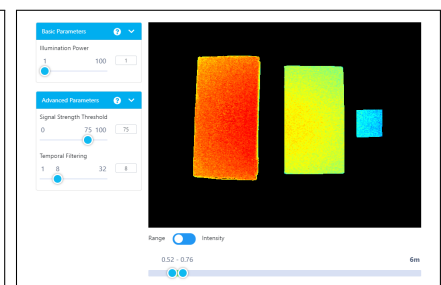 Basic Parameters ?
Illumination Power
1 100 1
Advanced Parameters ?
Signal Strength Threshold
0 75 100 75
Temporal Filtering
1 8 32 8
Range Intensity
0.52 - 0.76 6m